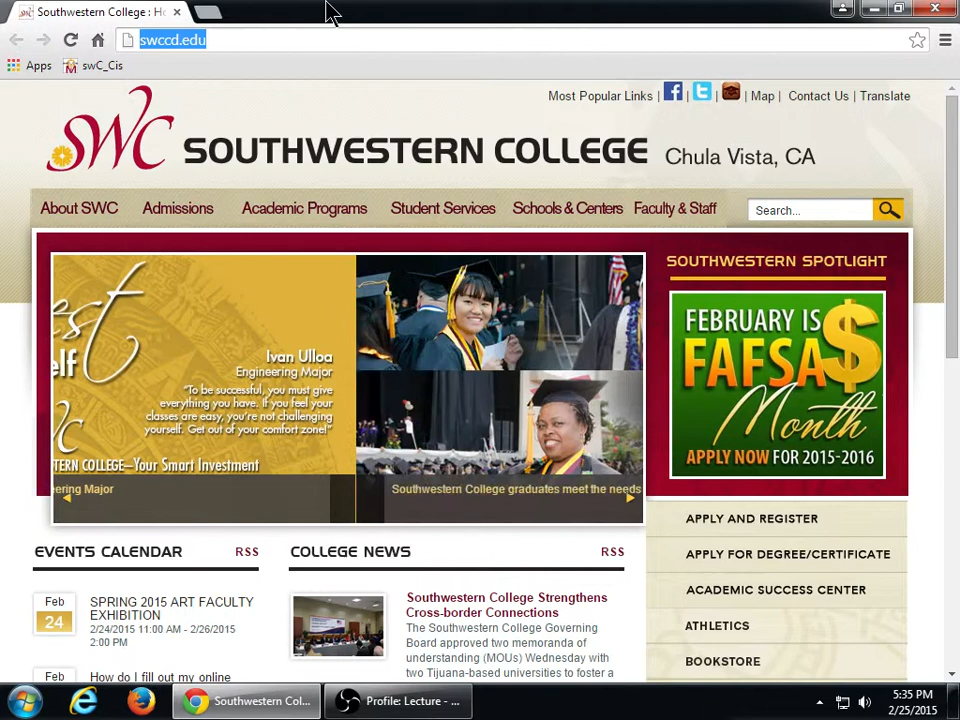 Southwestern College : Ho
swccd.edu
Apps
swC_Cis
Most Popular Links | | | | Map | Contact Us | Translate
SWC
SOUTHWESTERN COLLEGE Chula Vista, CA
About SWC Admissions Academic Programs Student Services Schools & Centers Faculty & Staff
Search...
est
elf
Ivan Ulloa
Engineering Major
"To be successful, you must give
everything you have. If you feel your
classes are easy, you're not challenging
yourself. Get out of your comfort zone!"
TERN COLLEGE—Your Smart Investment
eering Major
Southwestern College graduates meet the needs
SOUTHWESTERN SPOTLIGHT
FEBRUARY IS
FAFSA $
Month
APPLY NOW FOR 2015-2016
EVENTS CALENDAR RSS
Feb
24
SPRING 2015 ART FACULTY
EXHIBITION
2/24/2015 11:00 AM - 2/26/2015
2:00 PM
Feb
How do I fill out my online
COLLEGE NEWS RSS
Southwestern College Strengthens
Cross-border Connections
The Southwestern College Governing
Board approved two memoranda of
understanding (MOUs) Wednesday with
two Tijuana-based universities to foster a
APPLY AND REGISTER
APPLY FOR DEGREE/CERTIFICATE
ACADEMIC SUCCESS CENTER
ATHLETICS
BOOKSTORE
Southwestern Col...
Profile: Lecture - ...
5:35 PM
2/25/2015